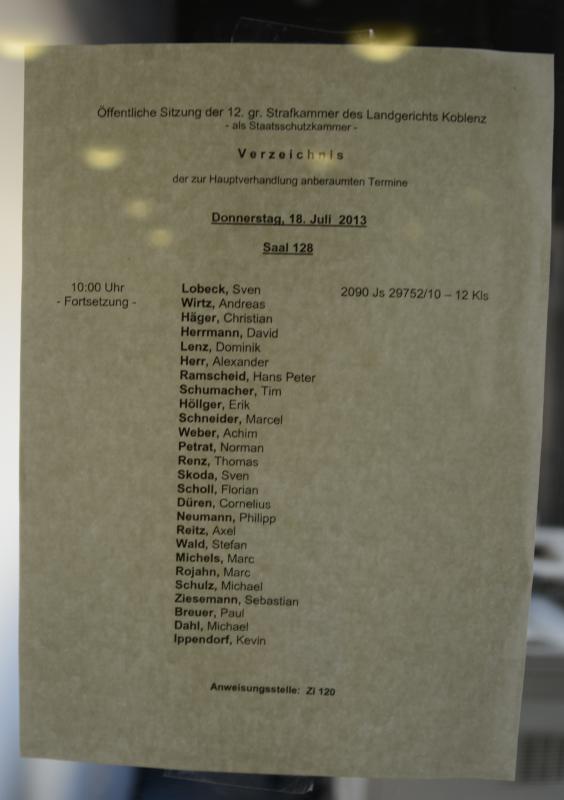 Öffentliche Sitzung der 12. gr. Strafkammer des Landgerichts Koblenz
- als Staatsschutzkammer -
Verzeichnis
der zur Hauptverhandlung anberaumten Termine
Donnerstag, 18. Juli 2013
Saal 128
10:00 Uhr Lobeck, Sven 2090 Js 29752/10 – 12 Kls
- Fortsetzung - Wirtz, Andreas
Häger, Christian
Herrmann, David
Lenz, Dominik
Herr, Alexander
Ramscheid, Hans Peter
Schumacher, Tim
Höllger, Erik
Schneider, Marcel
Weber, Achim
Petrat, Norman
Renz, Thomas
Skoda, Sven
Scholl, Florian
Düren, Cornelius
Neumann, Philipp
Reitz, Axel
Wald, Stefan
Michels, Marc
Rojahn, Marc
Schulz, Michael
Ziesemann, Sebastian
Breuer, Paul
Dahl, Michael
Ippendorf, Kevin
Anweisungsstelle: Zi 120